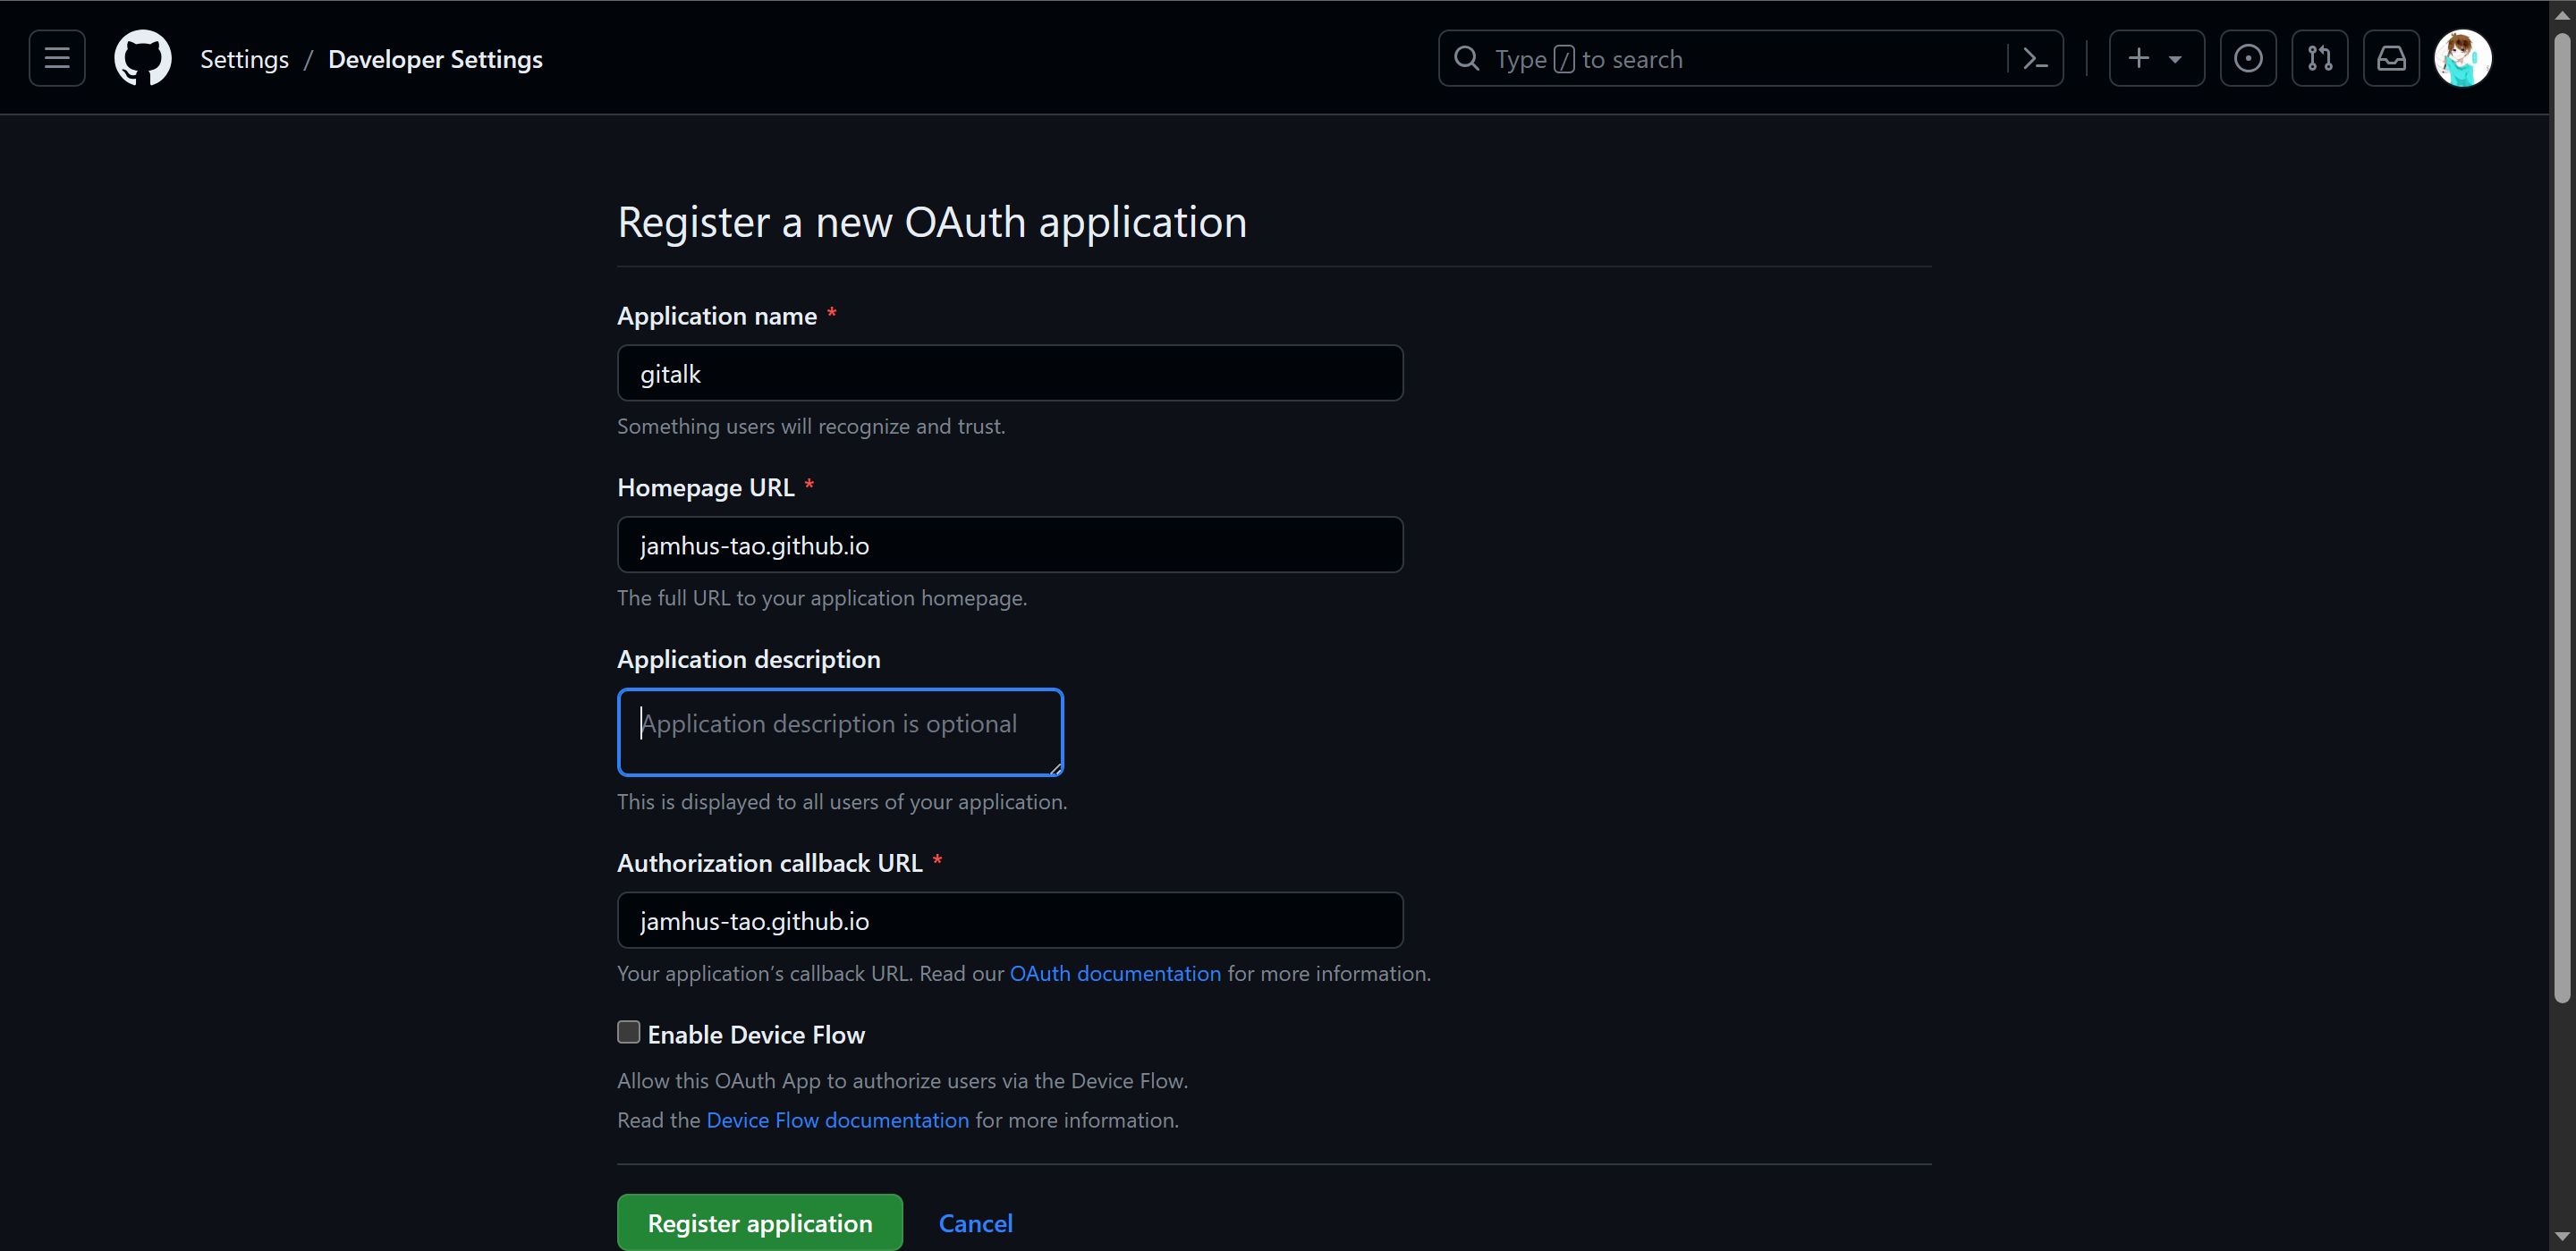 Settings / Developer Settings
Type / to search
Register a new OAuth application
Application name *
gitalk
Something users will recognize and trust.
Homepage URL *
jamhus-tao.github.io
The full URL to your application homepage.
Application description
Application description is optional
This is displayed to all users of your application.
Authorization callback URL *
jamhus-tao.github.io
Your application’s callback URL. Read our OAuth documentation for more information.
Enable Device Flow
Allow this OAuth App to authorize users via the Device Flow.
Read the Device Flow documentation for more information.
Register application Cancel